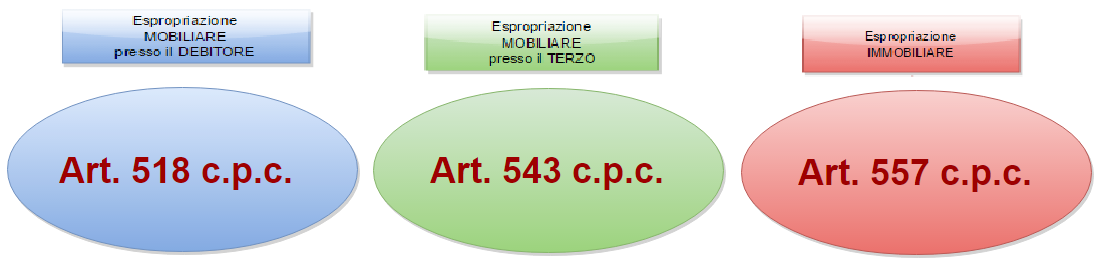 Espropriazione
MOBILIARE
presso il DEBITORE
Art. 518 c.p.c.
Espropriazione
MOBILIARE
presso il TERZO
Art. 543 c.p.c.
Espropriazione
IMMOBILIARE
Art. 557 c.p.c.